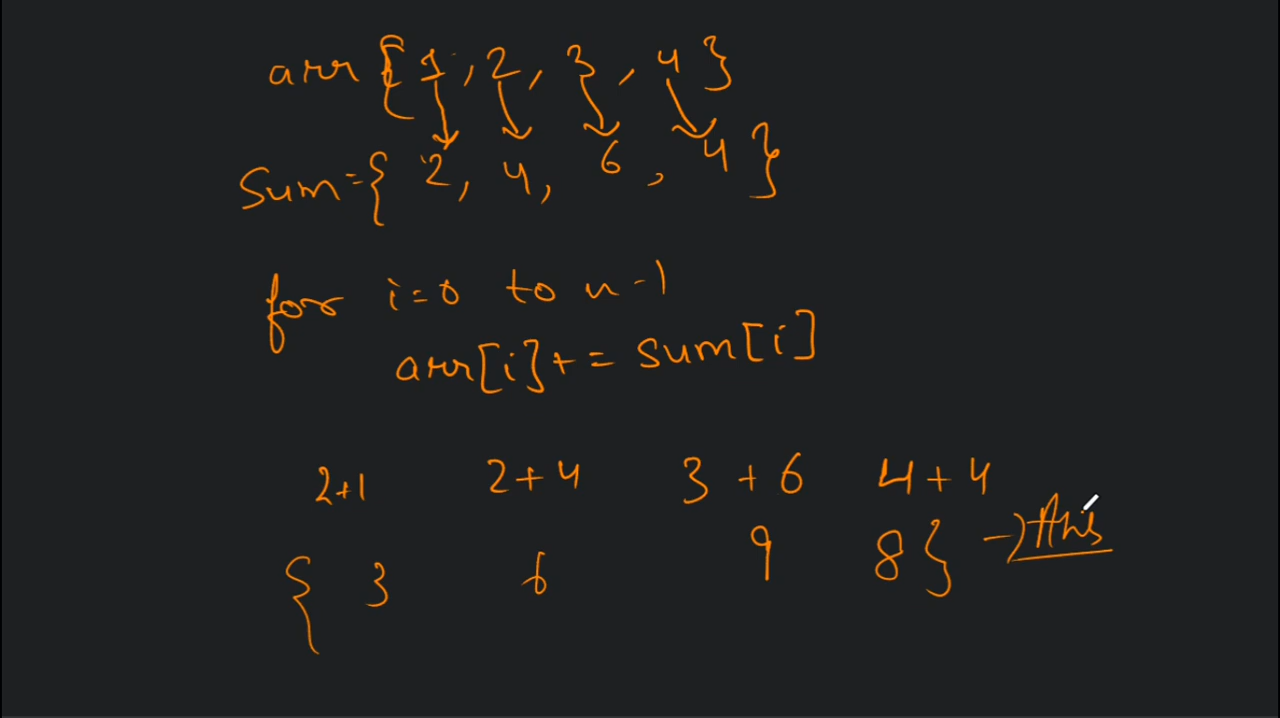 arr{1, 2, 3, 4}
Sum={2, 4, 6, 4}
for i=0 to n-1
arr[i]+= sum[i]
2+1 2+4 3+6 4+4
{ 3 6 9 8} → Ans